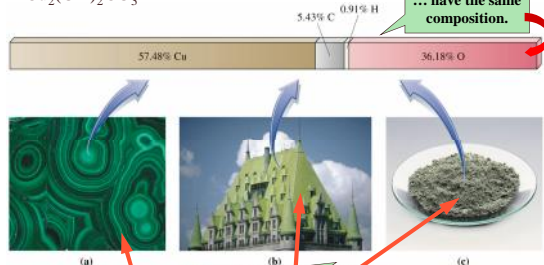 … have the same
composition.
5.43% C
0.91% H
57.48% Cu
36.18% O
(a)
(b)
(c)